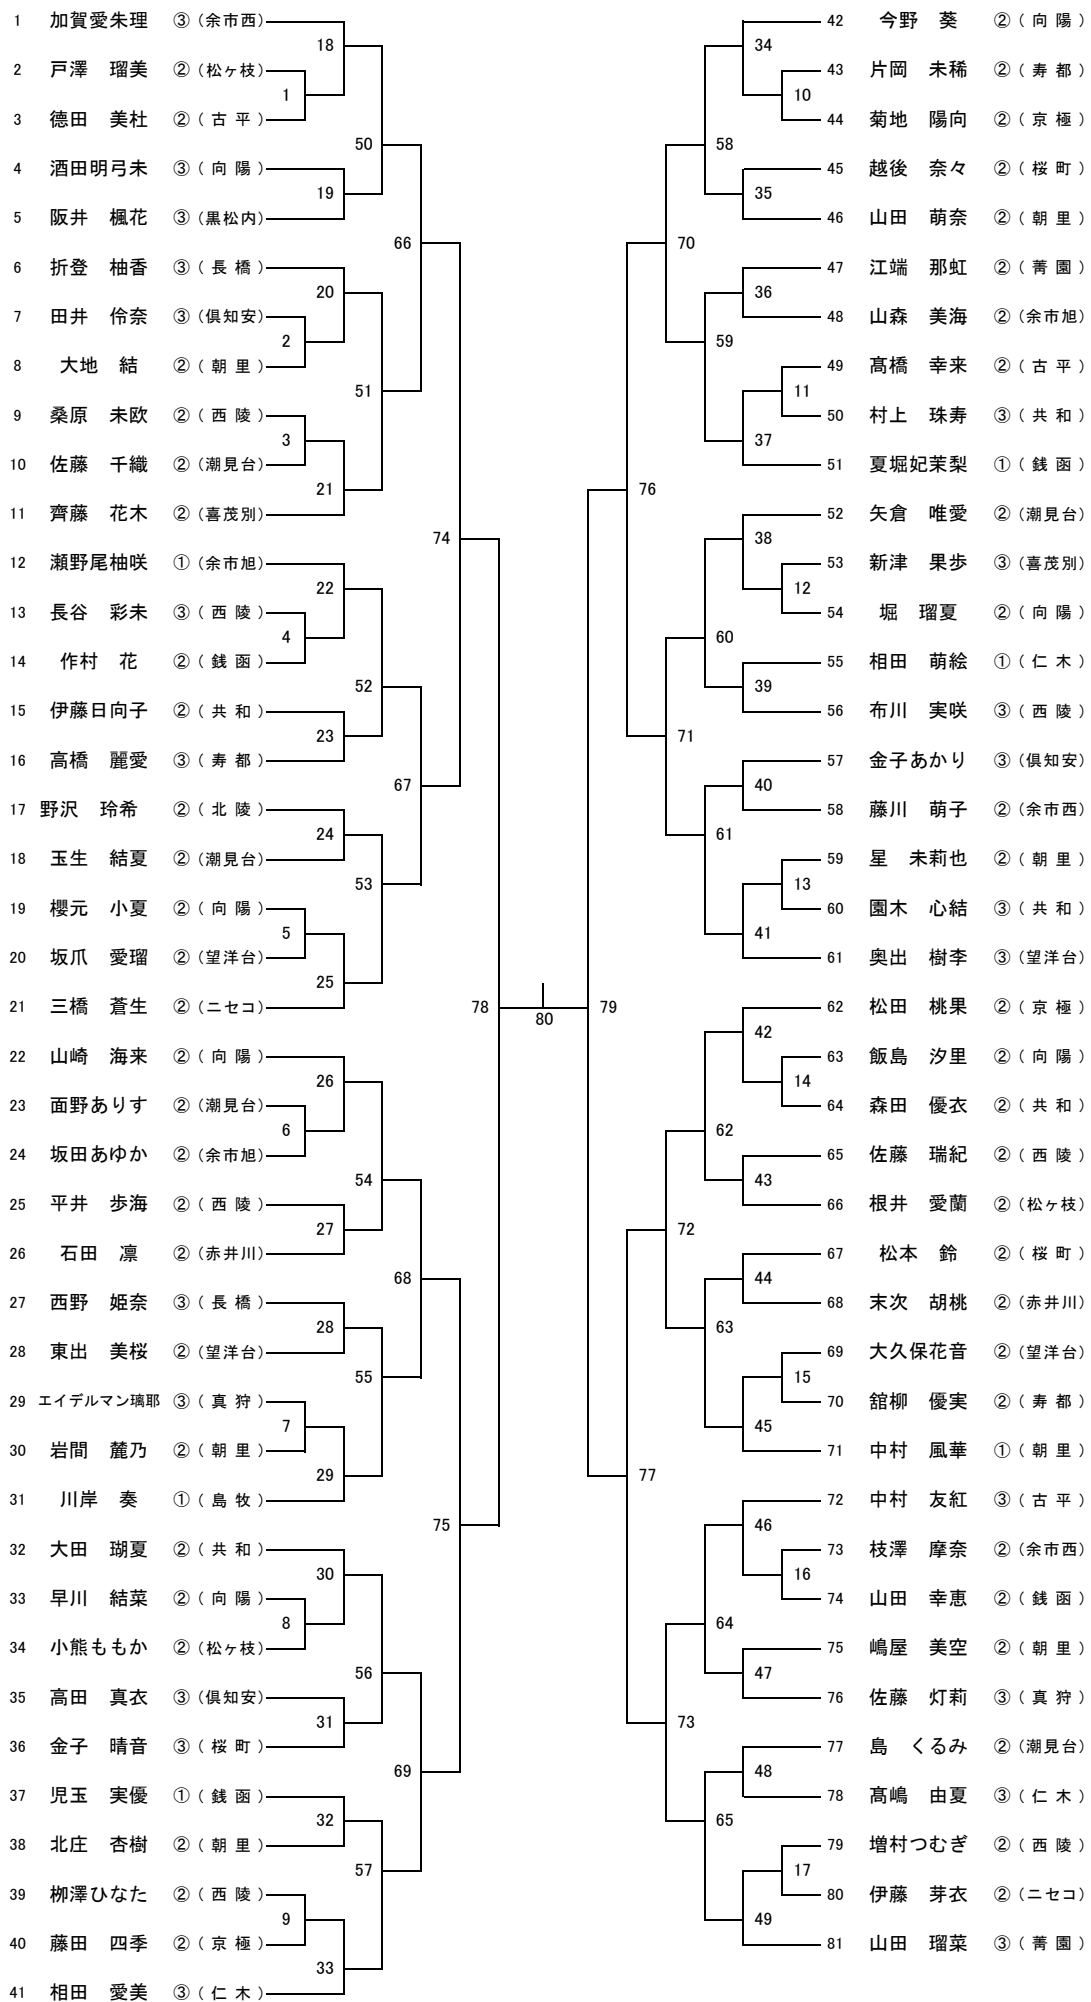 1 加賀愛朱理 ③（余市西）
2 戸澤 瑠美 ②（松ヶ枝）
3 德田 美杜 ②（古平）
4 酒田明弓未 ③（向陽）
5 阪井 楓花 ③（黒松内）
6 折登 柚香 ③（長橋）
7 田井 伶奈 ③（倶知安）
8 大地 結 ②（朝里）
9 桑原 未欧 ②（西陵）
10 佐藤 千織 ②（潮見台）
11 齊藤 花木 ②（喜茂別）
12 瀬野尾柚咲 ①（余市旭）
13 長谷 彩未 ③（西陵）
14 作村 花 ②（銭函）
15 伊藤日向子 ②（共和）
16 高橋 麗愛 ③（寿都）
17 野沢 玲希 ②（北陵）
18 玉生 結夏 ②（潮見台）
19 櫻元 小夏 ②（向陽）
20 坂爪 愛瑠 ②（望洋台）
21 三橋 蒼生 ②（ニセコ）
22 山崎 海来 ②（向陽）
23 面野ありす ②（潮見台）
24 坂田あゆか ②（余市旭）
25 平井 歩海 ②（西陵）
26 石田 凛 ②（赤井川）
27 西野 姫奈 ③（長橋）
28 東出 美桜 ②（望洋台）
29 エイデルマン璃耶 ③（真狩）
30 岩間 麓乃 ②（朝里）
31 川岸 奏 ①（島牧）
32 大田 瑚夏 ②（共和）
33 早川 結菜 ②（向陽）
34 小熊ももか ②（松ヶ枝）
35 高田 真衣 ③（倶知安）
36 金子 晴音 ③（桜町）
37 児玉 実優 ①（銭函）
38 北庄 杏樹 ②（朝里）
39 栁澤ひなた ②（西陵）
40 藤田 四季 ②（京極）
41 相田 愛美 ③（仁木）
18
1
50
19
66
20
2
51
3
21
74
22
4
52
23
67
24
53
5
25
78
26
6
54
27
68
28
55
7
29
75
30
8
56
31
69
32
57
9
33
80
79
34
10
58
35
70
36
59
11
37
76
38
12
60
39
71
40
61
13
41
42
14
62
43
72
44
63
15
45
77
46
16
64
47
73
48
65
17
49
42 今野 葵 ②（向陽）
43 片岡 未稀 ②（寿都）
44 菊地 陽向 ②（京極）
45 越後 奈々 ②（桜町）
46 山田 萌奈 ②（朝里）
47 江端 那虹 ②（菁園）
48 山森 美海 ②（余市旭）
49 髙橋 幸来 ②（古平）
50 村上 珠寿 ③（共和）
51 夏堀妃茉梨 ①（銭函）
52 矢倉 唯愛 ②（潮見台）
53 新津 果歩 ③（喜茂別）
54 堀 瑠夏 ②（向陽）
55 相田 萌絵 ①（仁木）
56 布川 実咲 ③（西陵）
57 金子あかり ③（倶知安）
58 藤川 萌子 ②（余市西）
59 星 未莉也 ②（朝里）
60 園木 心結 ③（共和）
61 奥出 樹李 ③（望洋台）
62 松田 桃果 ②（京極）
63 飯島 汐里 ②（向陽）
64 森田 優衣 ②（共和）
65 佐藤 瑞紀 ②（西陵）
66 根井 愛蘭 ②（松ヶ枝）
67 松本 鈴 ②（桜町）
68 末次 胡桃 ②（赤井川）
69 大久保花音 ②（望洋台）
70 舘柳 優実 ②（寿都）
71 中村 風華 ①（朝里）
72 中村 友紅 ③（古平）
73 枝澤 摩奈 ②（余市西）
74 山田 幸恵 ②（銭函）
75 嶋屋 美空 ②（朝里）
76 佐藤 灯莉 ③（真狩）
77 島 くるみ ②（潮見台）
78 髙嶋 由夏 ③（仁木）
79 増村つむぎ ②（西陵）
80 伊藤 芽衣 ②（ニセコ）
81 山田 瑠菜 ③（菁園）